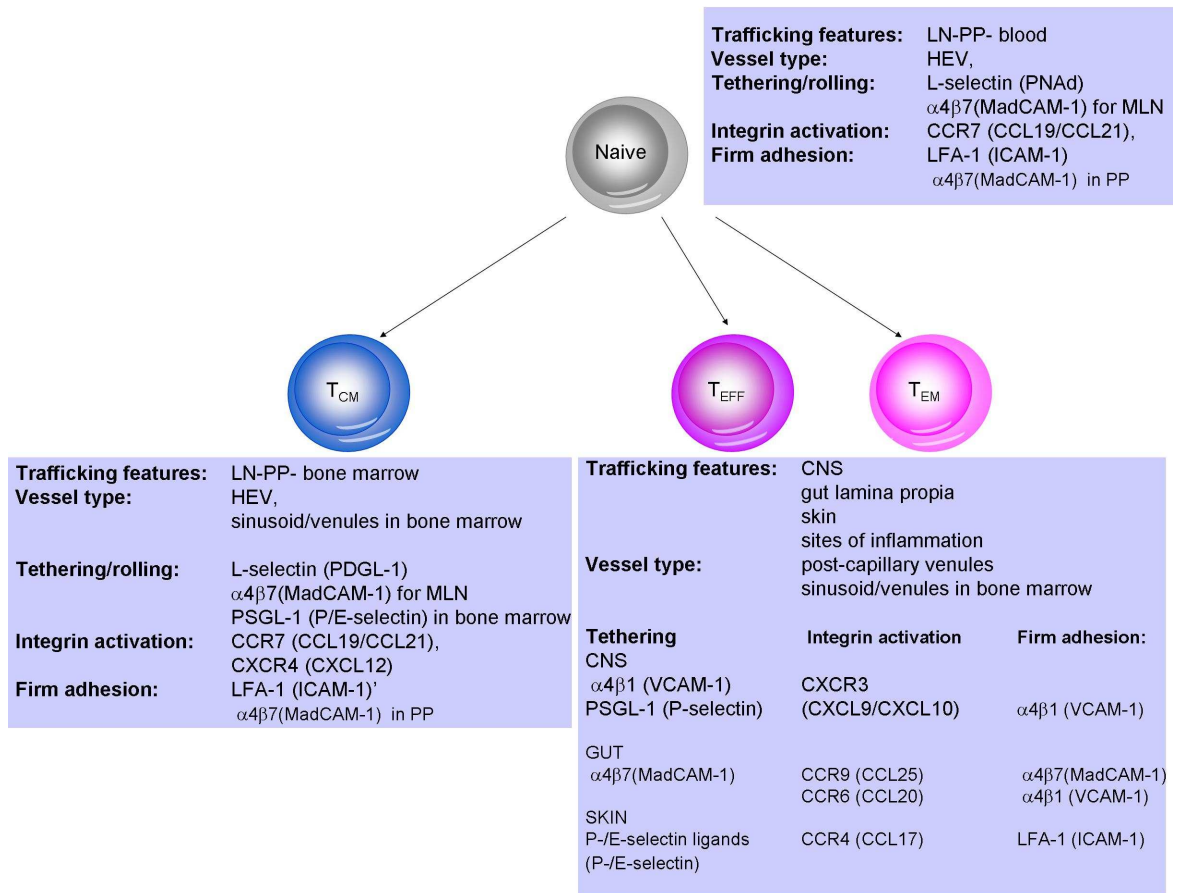 Trafficking features: LN-PP- blood
Vessel type: HEV,
Tethering/rolling: L-selectin (PNAd)
α4β7(MadCAM-1) for MLN
Integrin activation: CCR7 (CCL19/CCL21),
Firm adhesion: LFA-1 (ICAM-1)
α4β7(MadCAM-1) in PP
Naive
TCM
TEFF
TEM
Trafficking features: LN-PP- bone marrow
Vessel type: HEV,
sinusoid/venules in bone marrow
Tethering/rolling: L-selectin (PDGL-1)
α4β7(MadCAM-1) for MLN
PSGL-1 (P/E-selectin) in bone marrow
Integrin activation: CCR7 (CCL19/CCL21),
CXCR4 (CXCL12)
Firm adhesion: LFA-1 (ICAM-1)’
α4β7(MadCAM-1) in PP
Trafficking features: CNS
gut lamina propia
skin
sites of inflammation
Vessel type: post-capillary venules
sinusoid/venules in bone marrow
Tethering Integrin activation Firm adhesion:
CNS
α4β1 (VCAM-1) CXCR3
PSGL-1 (P-selectin) (CXCL9/CXCL10) α4β1 (VCAM-1)
GUT
α4β7(MadCAM-1) CCR9 (CCL25) α4β7(MadCAM-1)
CCR6 (CCL20) α4β1 (VCAM-1)
SKIN
P-/E-selectin ligands CCR4 (CCL17) LFA-1 (ICAM-1)
(P-/E-selectin)